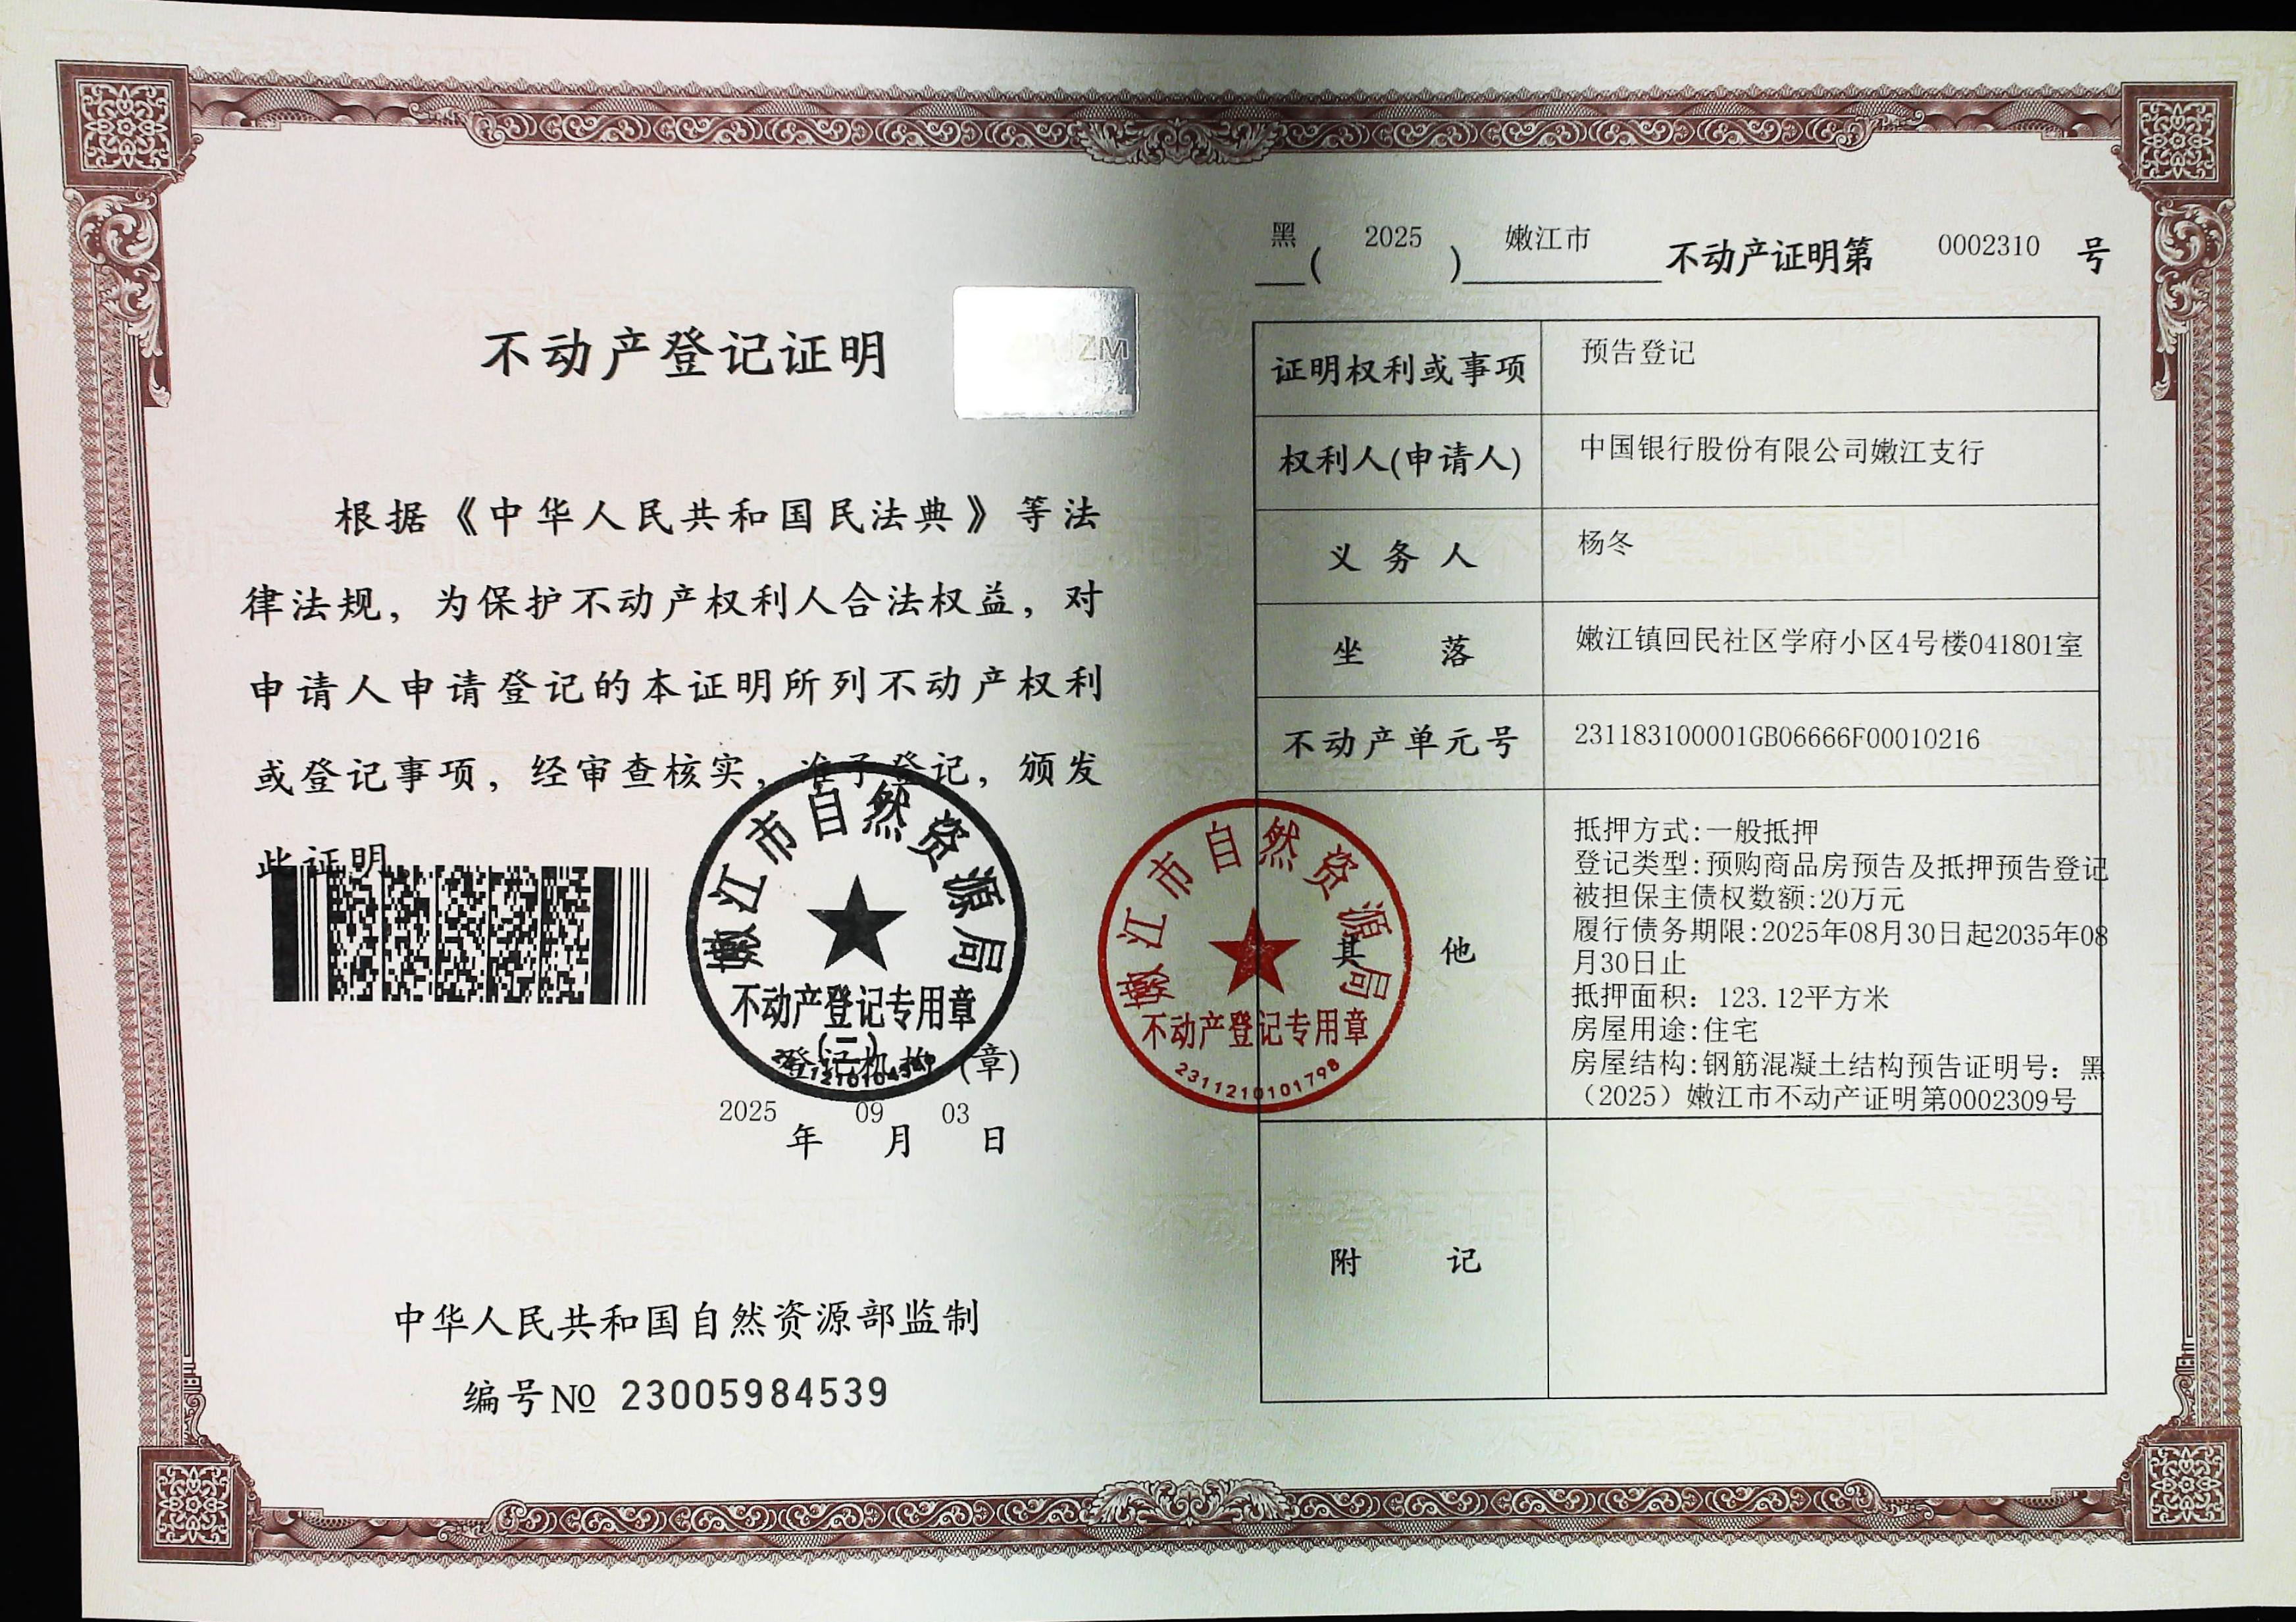 不动产登记证明
ZM
根据《中华人民共和国民法典》等法
律法规，为保护不动产权利人合法权益，对
申请人申请登记的本证明所列不动产权利
或登记事项，经审查核实，准予登记，颁发
此证明
嫩江市自然资源局
不动产登记专用章
(二)
登记机构 (章)
2025年09月03日
中华人民共和国自然资源部监制
编号№ 23005984539
黑(2025)嫩江市不动产证明第0002310号
证明权利或事项 预告登记
权利人(申请人) 中国银行股份有限公司嫩江支行
义务人 杨冬
坐落 嫩江镇回民社区学府小区4号楼041801室
不动产单元号 231183100001GB06666F00010216
其他
抵押方式:一般抵押
登记类型:预购商品房预告及抵押预告登记
被担保主债权数额:20万元
履行债务期限:2025年08月30日起2035年08
月30日止
抵押面积：123.12平方米
房屋用途:住宅
房屋结构:钢筋混凝土结构预告证明号：黑
（2025）嫩江市不动产证明第0002309号
嫩江市自然资源局
不动产登记专用章
2311210101798
附记